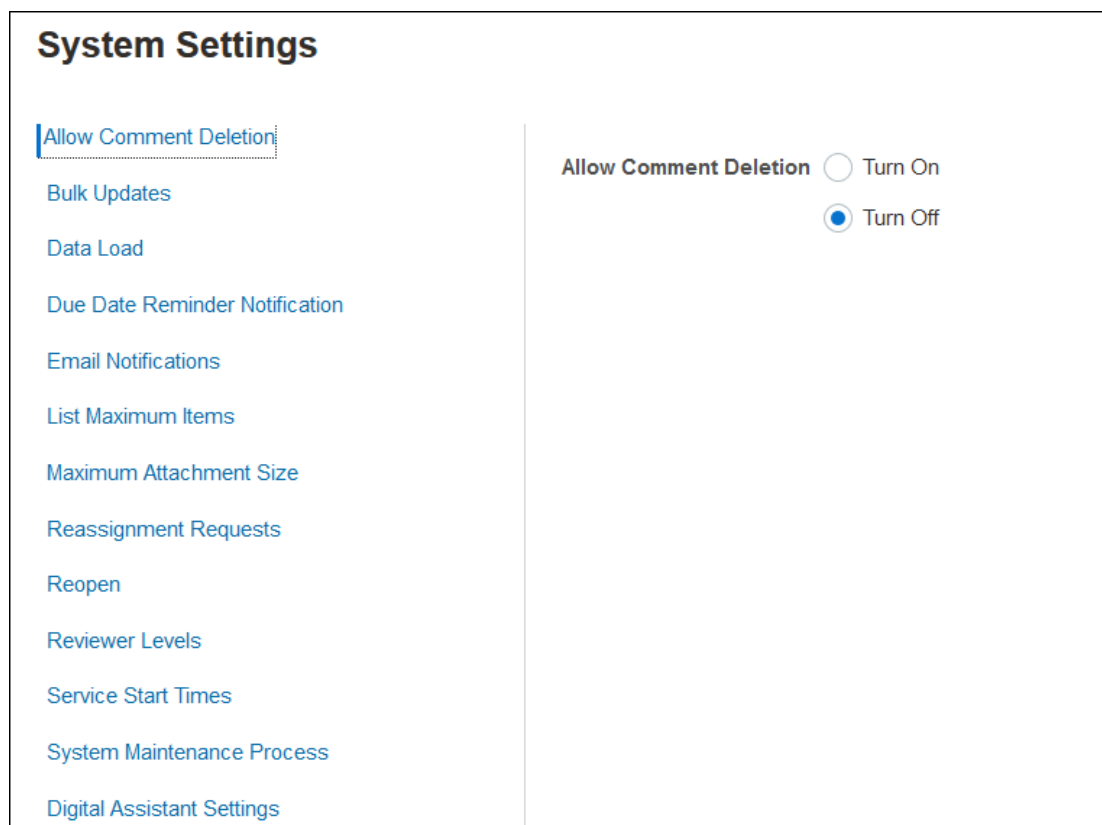 System Settings
Allow Comment Deletion
Bulk Updates
Data Load
Due Date Reminder Notification
Email Notifications
List Maximum Items
Maximum Attachment Size
Reassignment Requests
Reopen
Reviewer Levels
Service Start Times
System Maintenance Process
Digital Assistant Settings
Allow Comment Deletion Turn On
Turn Off